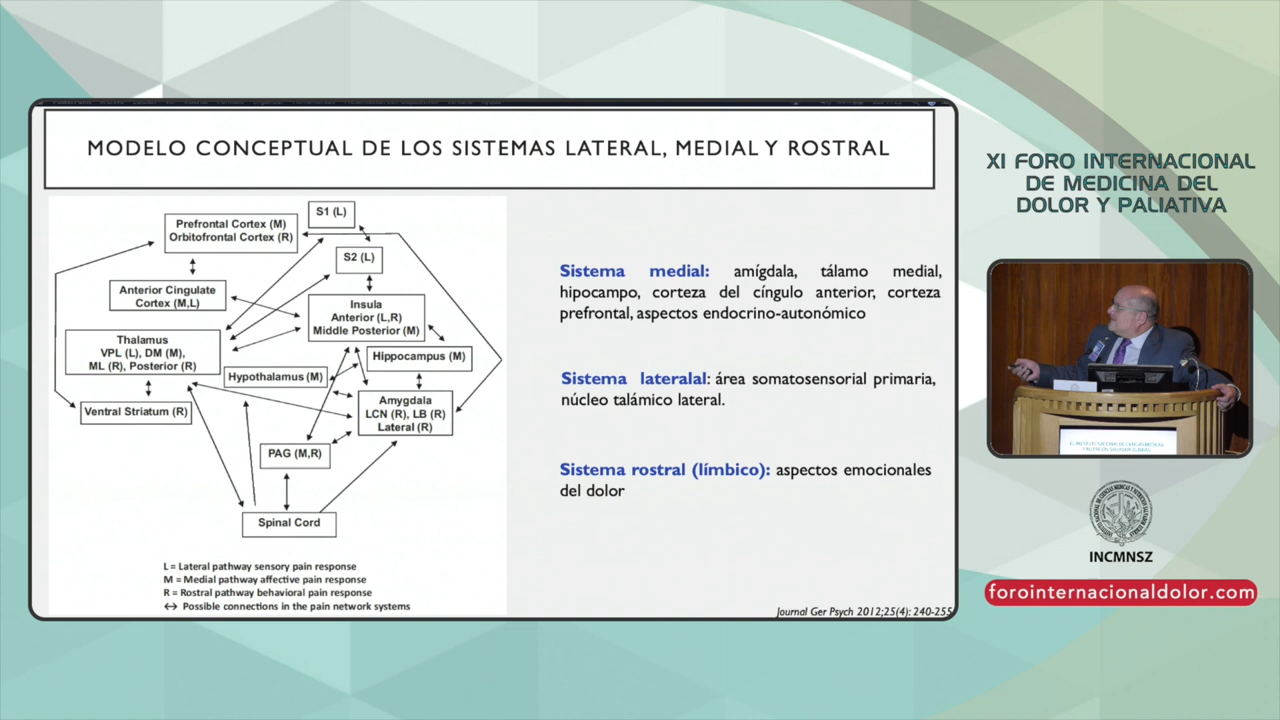 MODELO CONCEPTUAL DE LOS SISTEMAS LATERAL, MEDIAL Y ROSTRAL
S1 (L)
Prefrontal Cortex (M)
Orbitofrontal Cortex (R)
S2 (L)
Anterior Cingulate
Cortex (M,L)
Insula
Anterior (L,R)
Middle Posterior (M)
Thalamus
VPL (L), DM (M),
ML (R), Posterior (R)
Hippocampus (M)
Hypothalamus (M)
Ventral Striatum (R)
Amygdala
LCN (R), LB (R)
Lateral (R)
PAG (M,R)
Spinal Cord
L = Lateral pathway sensory pain response
M = Medial pathway affective pain response
R = Rostral pathway behavioral pain response
↔ Possible connections in the pain network systems
Sistema medial: amígdala, tálamo medial,
hipocampo, corteza del cíngulo anterior, corteza
prefrontal, aspectos endocrino-autonómico
Sistema lateralal: área somatosensorial primaria,
núcleo talámico lateral.
Sistema rostral (límbico): aspectos emocionales
del dolor
Journal Ger Psych 2012;25(4): 240-255
XI FORO INTERNACIONAL
DE MEDICINA DEL
DOLOR Y PALIATIVA
INCMNSZ
forointernacionaldolor.com